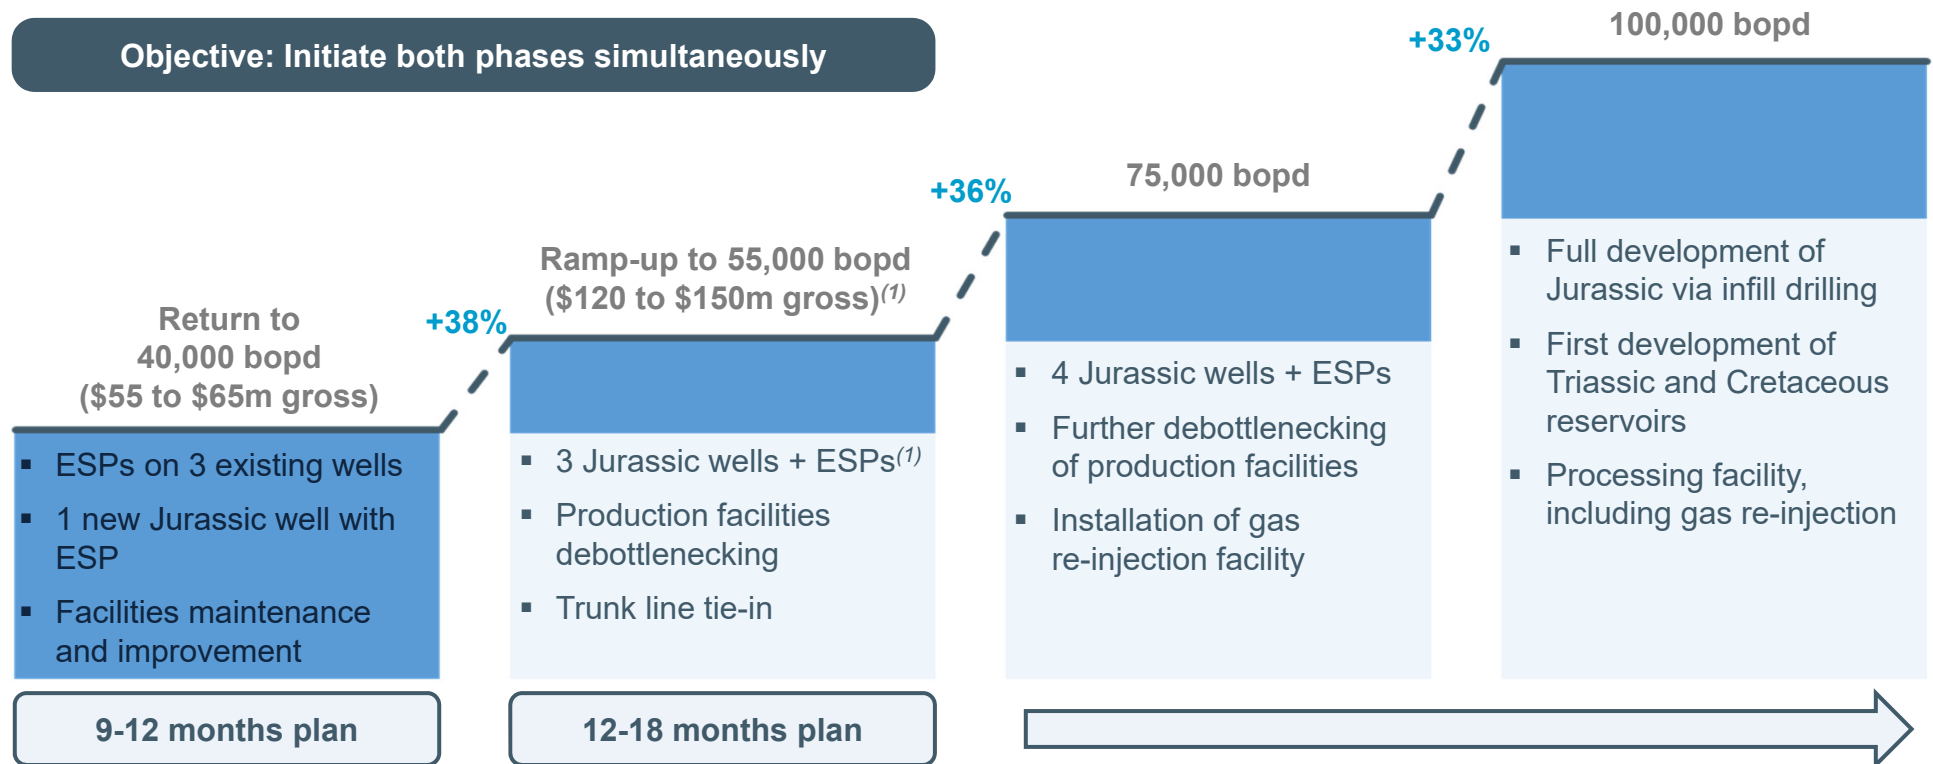 Objective: Initiate both phases simultaneously
Return to
40,000 bopd
($55 to $65m gross)
▪ ESPs on 3 existing wells
▪ 1 new Jurassic well with
ESP
▪ Facilities maintenance
and improvement
9-12 months plan
+38%
Ramp-up to 55,000 bopd
($120 to $150m gross)(1)
▪ 3 Jurassic wells + ESPs(1)
▪ Production facilities
debottlenecking
▪ Trunk line tie-in
12-18 months plan
+36%
75,000 bopd
▪ 4 Jurassic wells + ESPs
▪ Further debottlenecking
of production facilities
▪ Installation of gas
re-injection facility
+33%
100,000 bopd
▪ Full development of
Jurassic via infill drilling
▪ First development of
Triassic and Cretaceous
reservoirs
▪ Processing facility,
including gas re-injection